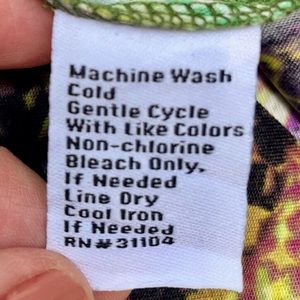 Machine Wash
Cold
Gentle Cycle
With Like Colors
Non-chlorine
Bleach Only,
If Needed
Line Dry
Cool Iron
If Needed
RN# 31104